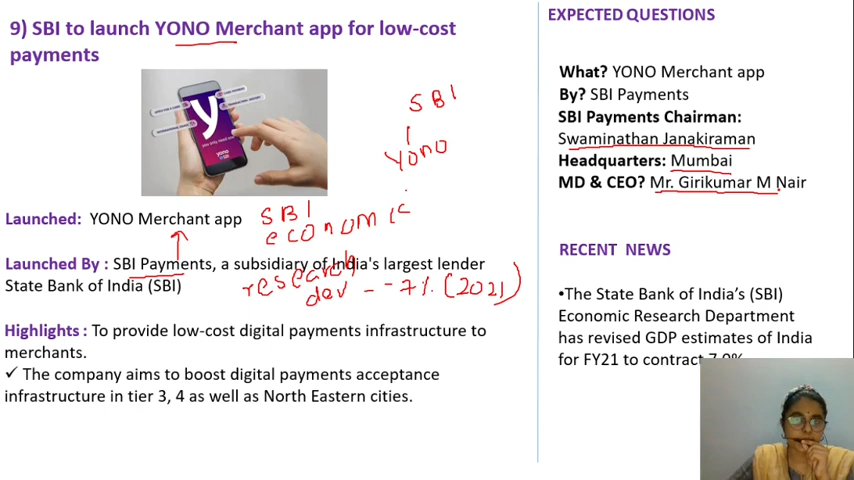 9) SBI to launch YONO Merchant app for low-cost
payments
SBI
YONO
Launched: YONO Merchant app
SBI
economic
Launched By : SBI Payments, a subsidiary of India's largest lender
State Bank of India (SBI)
research
dev - - 7% (2021)
Highlights : To provide low-cost digital payments infrastructure to
merchants.
✓ The company aims to boost digital payments acceptance
infrastructure in tier 3, 4 as well as North Eastern cities.
EXPECTED QUESTIONS
What? YONO Merchant app
By? SBI Payments
SBI Payments Chairman:
Swaminathan Janakiraman
Headquarters: Mumbai
MD & CEO? Mr. Girikumar M Nair
RECENT NEWS
•The State Bank of India's (SBI)
Economic Research Department
has revised GDP estimates of India
for FY21 to contract 7.0%